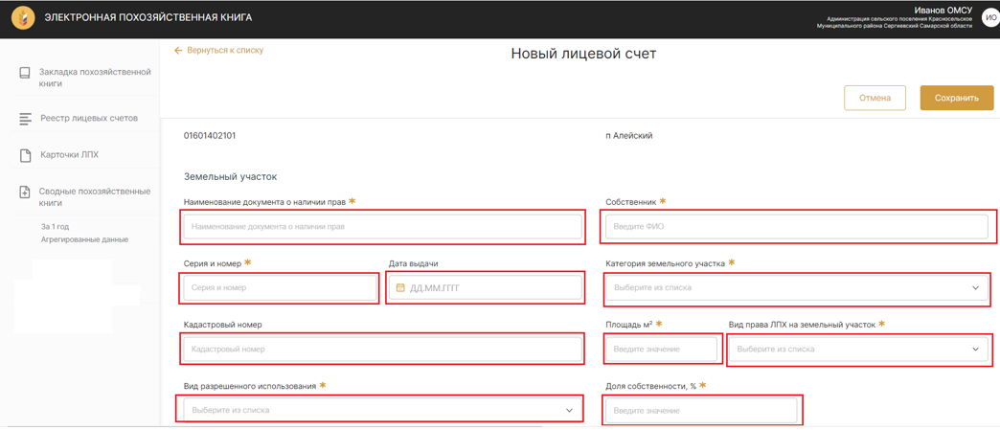 ЭЛЕКТРОННАЯ ПОХОЗЯЙСТВЕННАЯ КНИГА
Иванов ОМСУ
Администрация сельского поселения Красносельское
Муниципального района Сергиевский Самарской области
ИО
Вернуться к списку
Новый лицевой счет
Закладка похозяйственной
книги
Реестр лицевых счетов
Карточки ЛПХ
Сводные похозяйственные
книги
За 1 год
Агрегированные данные
Отмена
Сохранить
01601402101
п Алейский
Земельный участок
Наименование документа о наличии прав *
Собственник *
Наименование документа о наличии прав
Введите ФИО
Серия и номер *
Дата выдачи
Категория земельного участка *
Серия и номер
ДД.ММ.ГГГГ
Выберите из списка
Кадастровый номер
Площадь м² *
Вид права ЛПХ на земельный участок *
Кадастровый номер
Введите значение
Выберите из списка
Вид разрешенного использования *
Доля собственности, % *
Выберите из списка
Введите значение